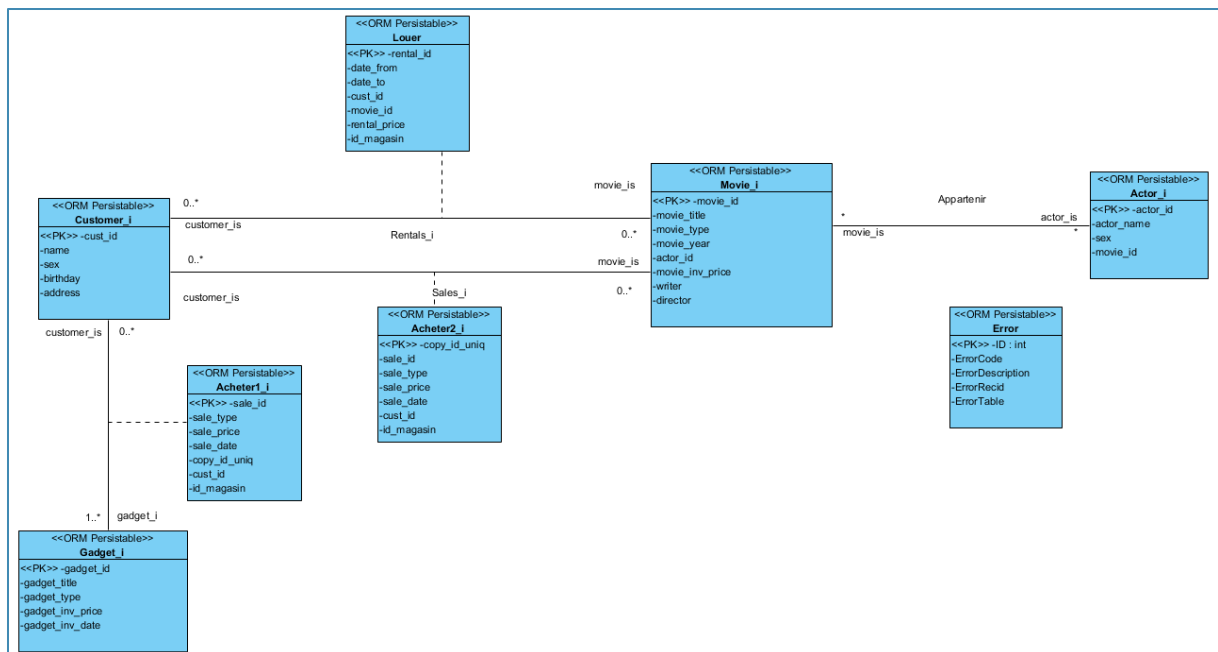 <<ORM Persistable>>
Louer
<<PK>> -rental_id
-date_from
-date_to
-cust_id
-movie_id
-rental_price
-id_magasin
<<ORM Persistable>>
Customer_i
<<PK>> -cust_id
-name
-sex
-birthday
-address
0..*
customer_is
Rentals_i
movie_is
0..*
0..*
customer_is
Sales_i
movie_is
0..*
<<ORM Persistable>>
Movie_i
<<PK>> -movie_id
-movie_title
-movie_type
-movie_year
-actor_id
-movie_inv_price
-writer
-director
Appartenir
*
movie_is
actor_is
*
<<ORM Persistable>>
Actor_i
<<PK>> -actor_id
-actor_name
-sex
-movie_id
<<ORM Persistable>>
Acheter2_i
<<PK>> -copy_id_uniq
-sale_id
-sale_type
-sale_price
-sale_date
-cust_id
-id_magasin
<<ORM Persistable>>
Error
<<PK>> -ID : int
-ErrorCode
-ErrorDescription
-ErrorRecid
-ErrorTable
customer_is
0..*
<<ORM Persistable>>
Acheter1_i
<<PK>> -sale_id
-sale_type
-sale_price
-sale_date
-copy_id_uniq
-cust_id
-id_magasin
1..*
gadget_i
<<ORM Persistable>>
Gadget_i
<<PK>> -gadget_id
-gadget_title
-gadget_type
-gadget_inv_price
-gadget_inv_date